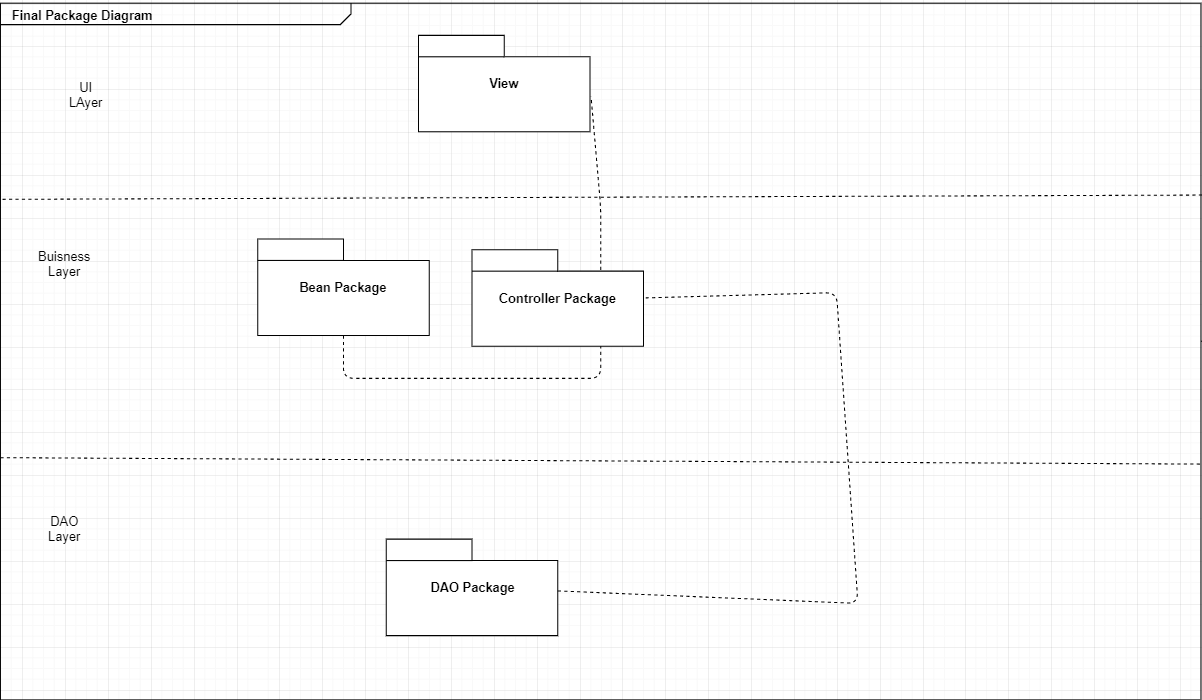 Final Package Diagram
UI
LAyer
View
Buisness
Layer
Bean Package
Controller Package
DAO
Layer
DAO Package